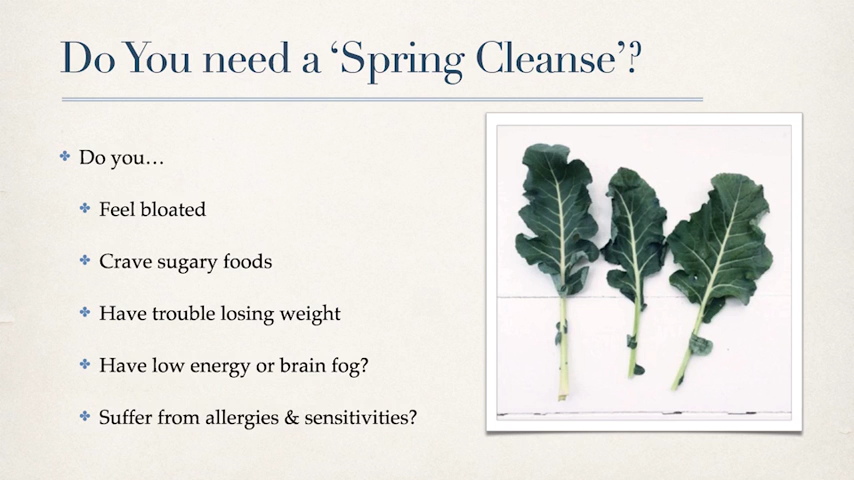 Do You need a ‘Spring Cleanse’?
Do you…
Feel bloated
Crave sugary foods
Have trouble losing weight
Have low energy or brain fog?
Suffer from allergies & sensitivities?